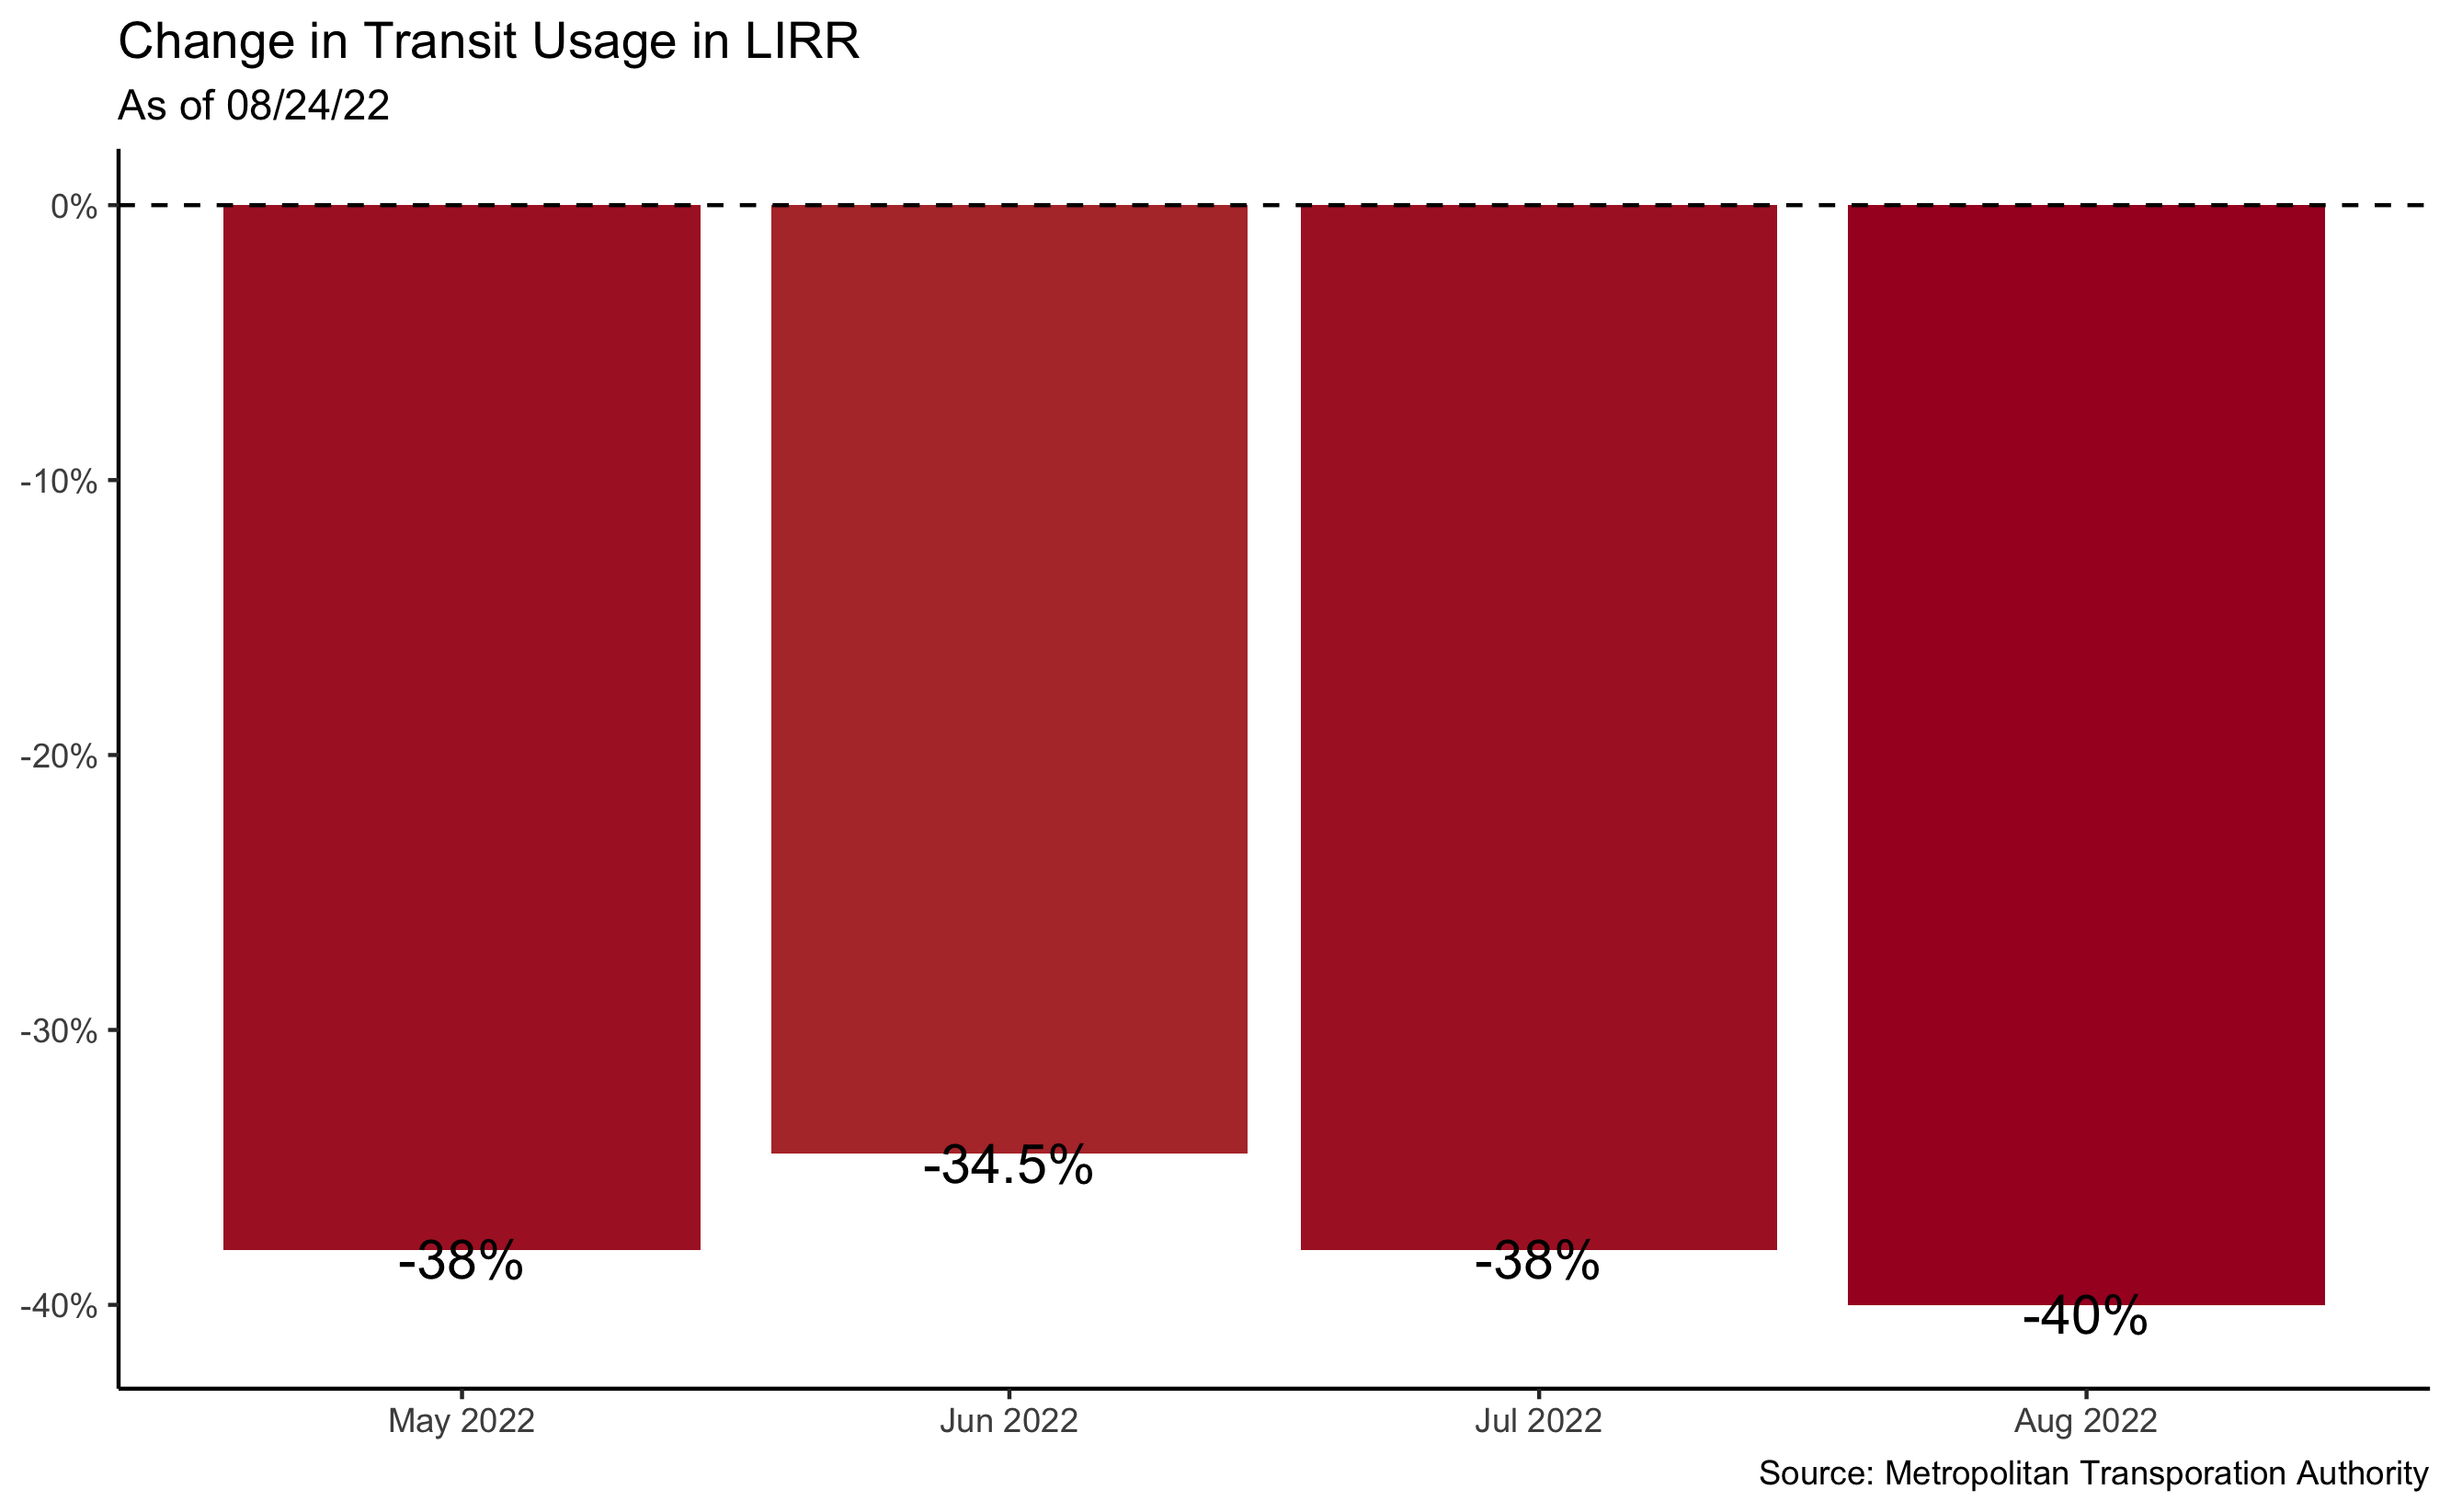 Change in Transit Usage in LIRR
As of 08/24/22
0%
-10%
-20%
-30%
-40%
-38%
-34.5%
-38%
-40%
May 2022
Jun 2022
Jul 2022
Aug 2022
Source: Metropolitan Transporation Authority